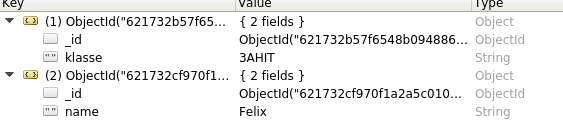 Key Value Type
(1) ObjectId("621732b57f65... { 2 fields } Object
_id ObjectId("621732b57f6548b094886... ObjectId
klasse 3AHIT String
(2) ObjectId("621732cf970f1... { 2 fields } Object
_id ObjectId("621732cf970f1a2a5c010... ObjectId
name Felix String